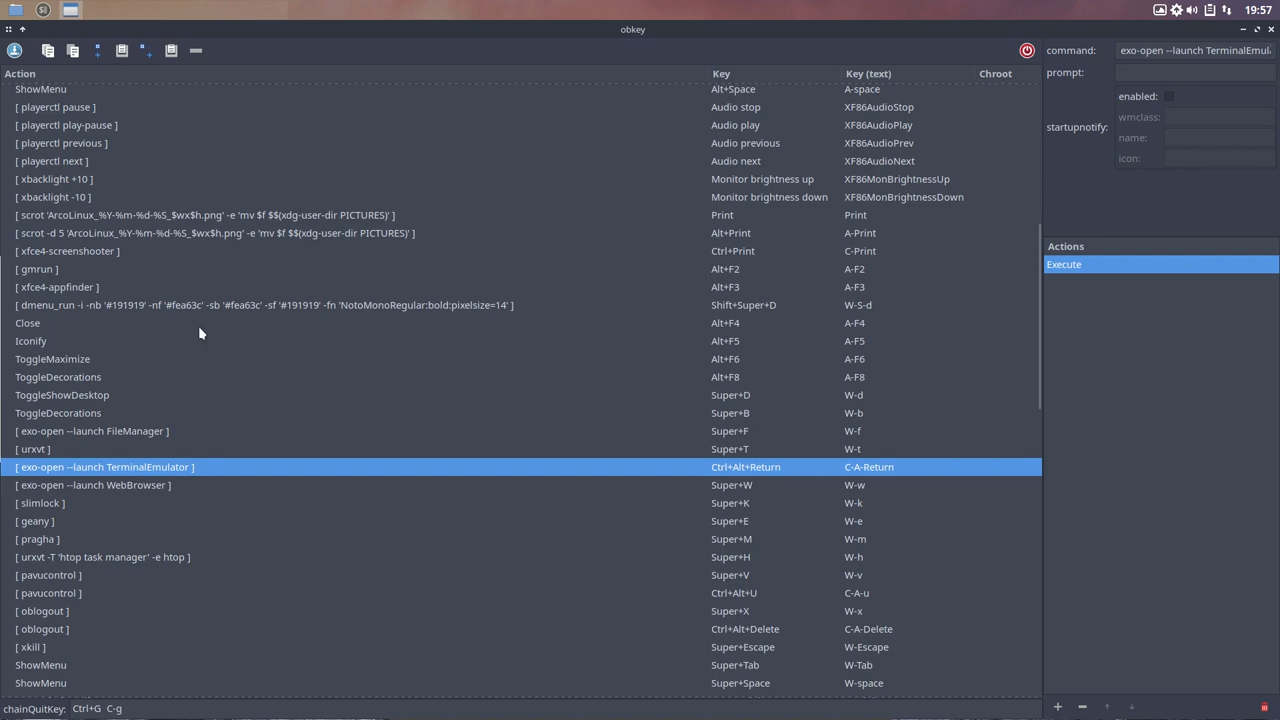 19:57
obkey
Action Key Key (text) Chroot
ShowMenu Alt+Space A-space
[ playerctl pause ] Audio stop XF86AudioStop
[ playerctl play-pause ] Audio play XF86AudioPlay
[ playerctl previous ] Audio previous XF86AudioPrev
[ playerctl next ] Audio next XF86AudioNext
[ xbacklight +10 ] Monitor brightness up XF86MonBrightnessUp
[ xbacklight -10 ] Monitor brightness down XF86MonBrightnessDown
[ scrot 'ArcoLinux_%Y-%m-%d-%S_$wx$h.png' -e 'mv $f $$(xdg-user-dir PICTURES)' ] Print Print
[ scrot -d 5 'ArcoLinux_%Y-%m-%d-%S_$wx$h.png' -e 'mv $f $$(xdg-user-dir PICTURES)' ] Alt+Print A-Print
[ xfce4-screenshooter ] Ctrl+Print C-Print
[ gmrun ] Alt+F2 A-F2
[ xfce4-appfinder ] Alt+F3 A-F3
[ dmenu_run -i -nb '#191919' -nf '#fea63c' -sb '#fea63c' -sf '#191919' -fn 'NotoMonoRegular:bold:pixelsize=14' ] Shift+Super+D W-S-d
Close Alt+F4 A-F4
Iconify Alt+F5 A-F5
ToggleMaximize Alt+F6 A-F6
ToggleDecorations Alt+F8 A-F8
ToggleShowDesktop Super+D W-d
ToggleDecorations Super+B W-b
[ exo-open --launch FileManager ] Super+F W-f
[ urxvt ] Super+T W-t
[ exo-open --launch TerminalEmulator ] Ctrl+Alt+Return C-A-Return
[ exo-open --launch WebBrowser ] Super+W W-w
[ slimlock ] Super+K W-k
[ geany ] Super+E W-e
[ pragha ] Super+M W-m
[ urxvt -T 'htop task manager' -e htop ] Super+H W-h
[ pavucontrol ] Super+V W-v
[ pavucontrol ] Ctrl+Alt+U C-A-u
[ oblogout ] Super+X W-x
[ oblogout ] Ctrl+Alt+Delete C-A-Delete
[ xkill ] Super+Escape W-Escape
ShowMenu Super+Tab W-Tab
ShowMenu Super+Space W-space
chainQuitKey: Ctrl+G C-g
command: exo-open --launch TerminalEmul
prompt:
enabled:
wmclass:
startupnotify:
name:
icon:
Actions
Execute